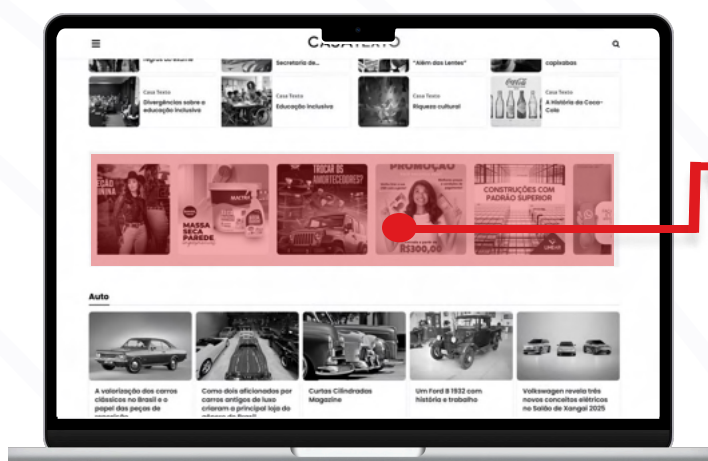 CASATEXTO
Secretaria de...
"Além das Lentes"
capixabas
Casa Texto
Divergências sobre a
educação inclusiva
Casa Texto
Educação inclusiva
Casa Texto
Riqueza cultural
Casa Texto
A História da Coca-
Cola
TROCAR OS
AMORTECEDORES?
PROMOÇÃO
MASSA
SECA
PAREDE
R$300,00
CONSTRUÇÕES COM
PADRÃO SUPERIOR
Auto
A valorização dos carros
clássicos no Brasil e o
papel das peças de
Como dois aficionados por
carros antigos de luxo
criaram a principal loja do
Curtas Cilindradas
Magazine
Um Ford B 1932 com
história e trabalho
Volkswagen revela três
novos conceitos elétricos
no Salão de Xangai 2025